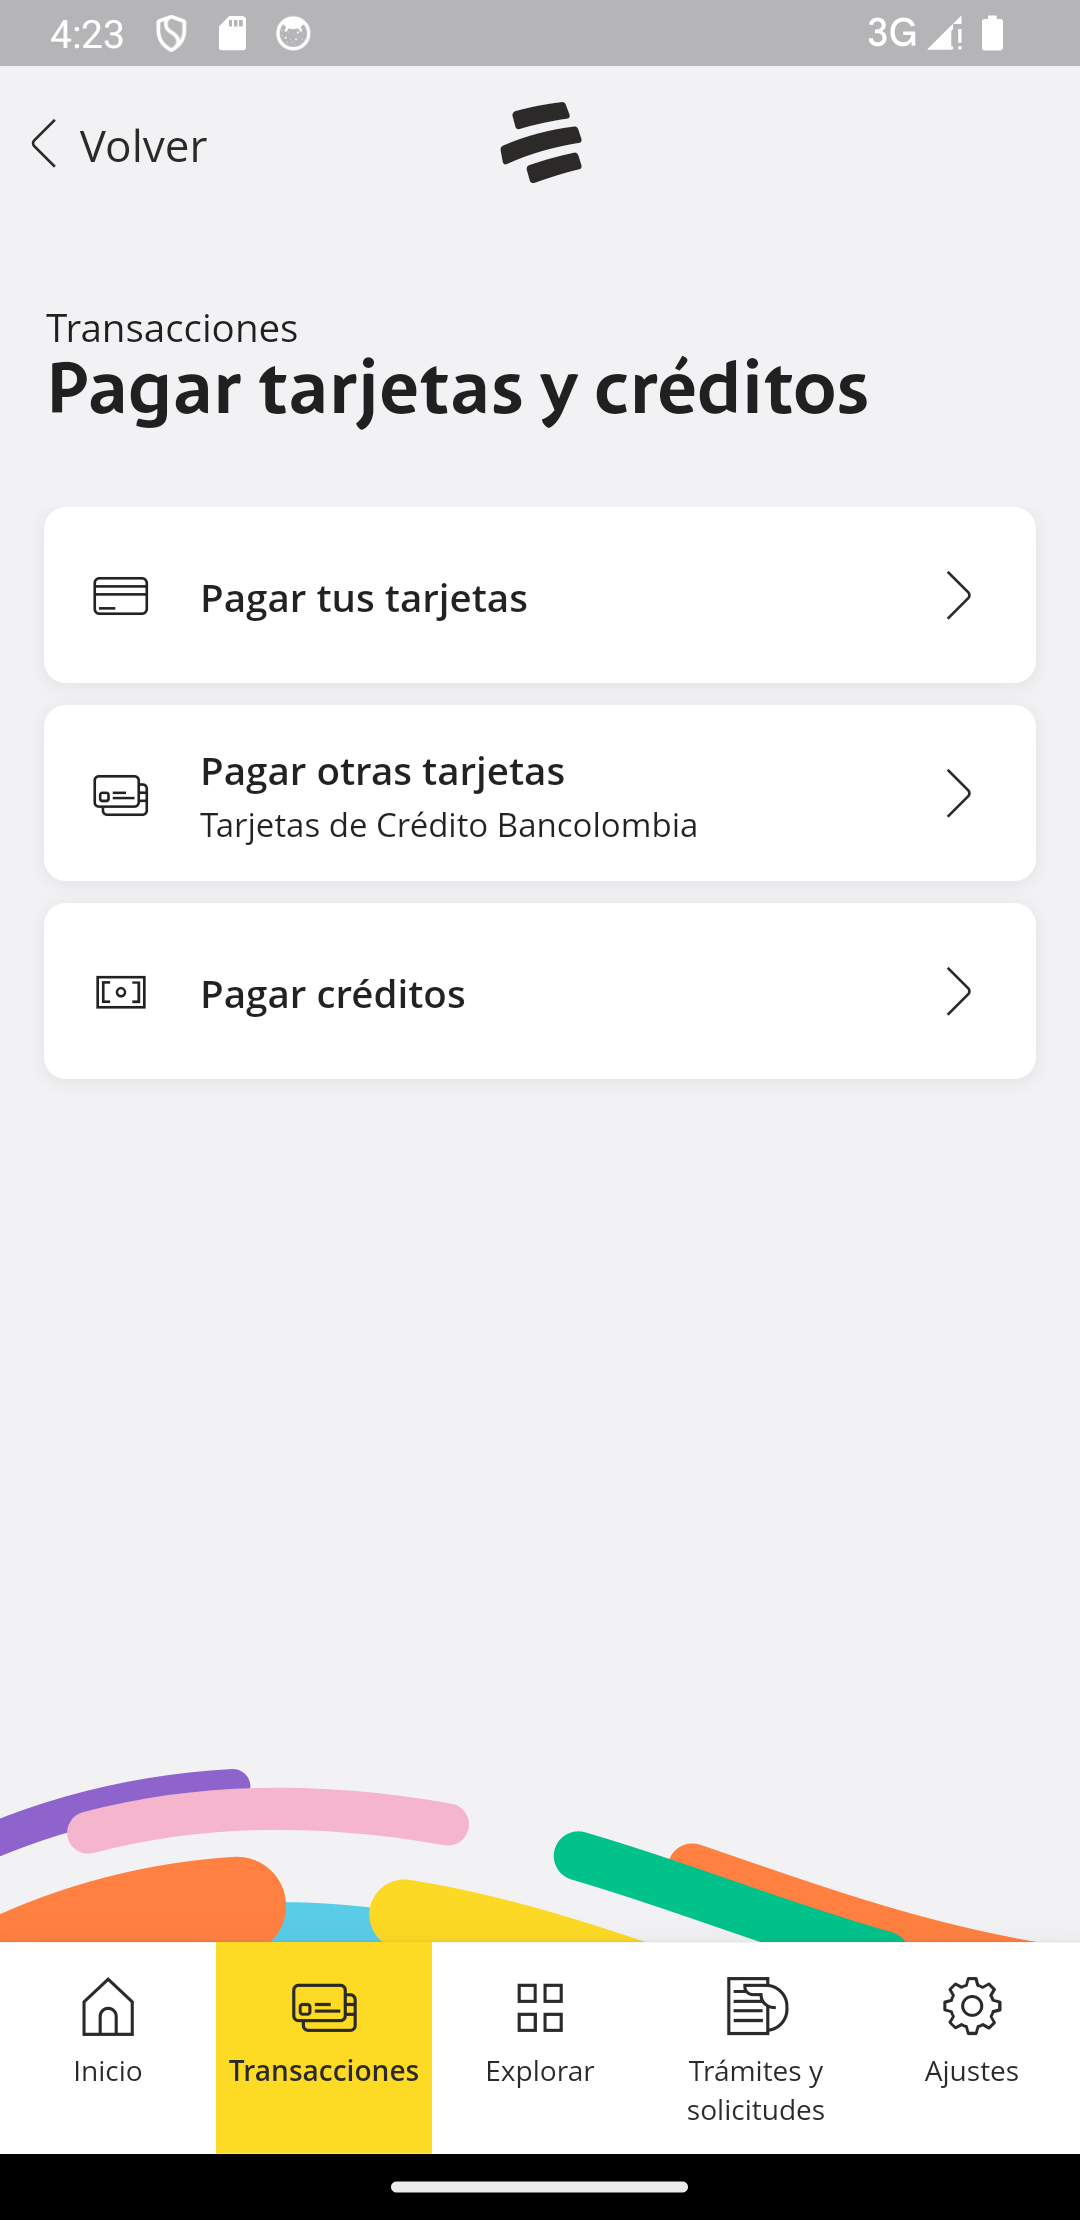 4:23
3G
Volver
Transacciones
Pagar tarjetas y créditos
Pagar tus tarjetas
Pagar otras tarjetas
Tarjetas de Crédito Bancolombia
Pagar créditos
Inicio
Transacciones
Explorar
Trámites y
solicitudes
Ajustes